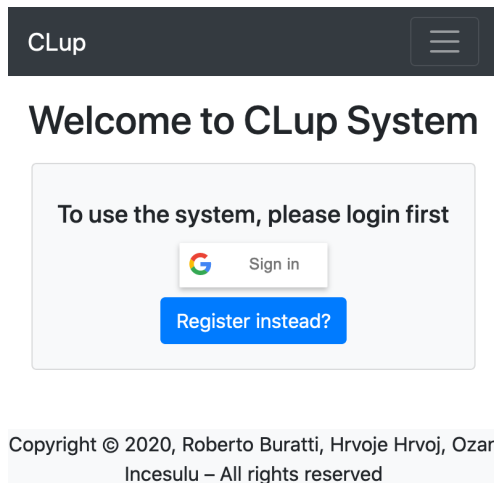 CLup
Welcome to CLup System
To use the system, please login first
Sign in
Register instead?
Copyright © 2020, Roberto Buratti, Hrvoje Hrvoj, Ozan
Incesulu – All rights reserved